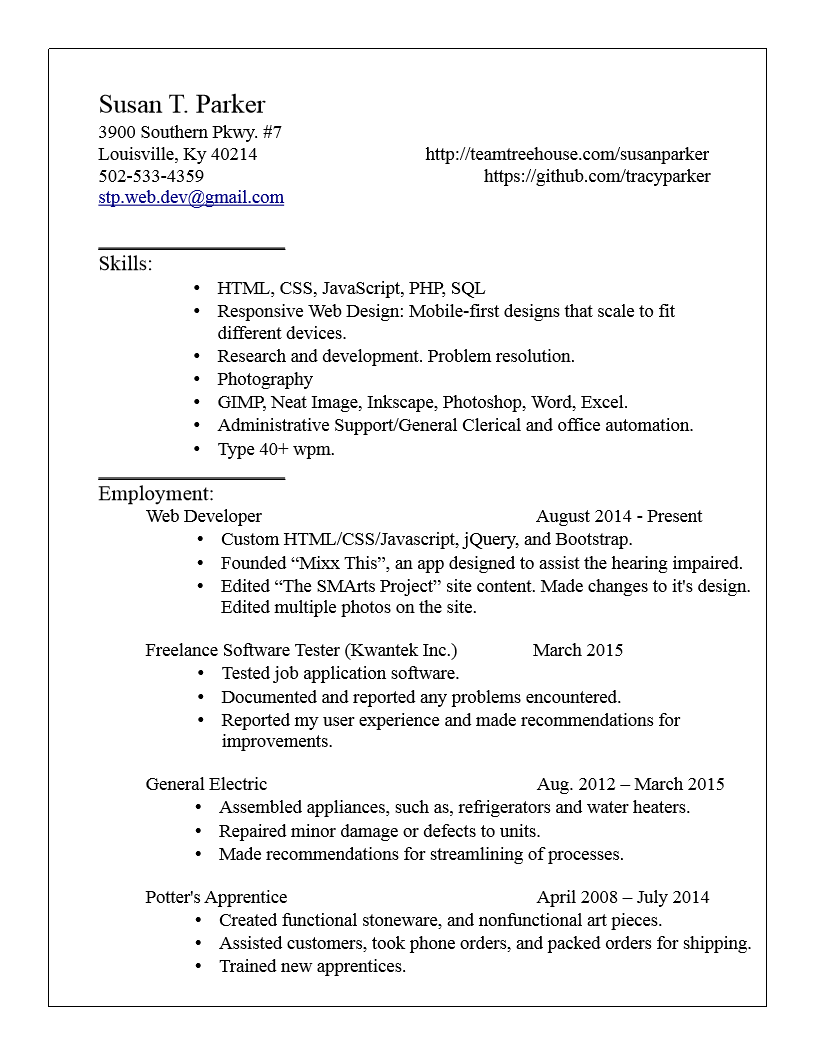 Susan T. Parker
3900 Southern Pkwy. #7
Louisville, Ky 40214 http://teamtreehouse.com/susanparker
502-533-4359 https://github.com/tracyparker
stp.web.dev@gmail.com
Skills:
• HTML, CSS, JavaScript, PHP, SQL
• Responsive Web Design: Mobile-first designs that scale to fit
different devices.
• Research and development. Problem resolution.
• Photography
• GIMP, Neat Image, Inkscape, Photoshop, Word, Excel.
• Administrative Support/General Clerical and office automation.
• Type 40+ wpm.
Employment:
Web Developer August 2014 - Present
• Custom HTML/CSS/Javascript, jQuery, and Bootstrap.
• Founded “Mixx This”, an app designed to assist the hearing impaired.
• Edited “The SMArts Project” site content. Made changes to it's design.
Edited multiple photos on the site.
Freelance Software Tester (Kwantek Inc.) March 2015
• Tested job application software.
• Documented and reported any problems encountered.
• Reported my user experience and made recommendations for
improvements.
General Electric Aug. 2012 – March 2015
• Assembled appliances, such as, refrigerators and water heaters.
• Repaired minor damage or defects to units.
• Made recommendations for streamlining of processes.
Potter's Apprentice April 2008 – July 2014
• Created functional stoneware, and nonfunctional art pieces.
• Assisted customers, took phone orders, and packed orders for shipping.
• Trained new apprentices.